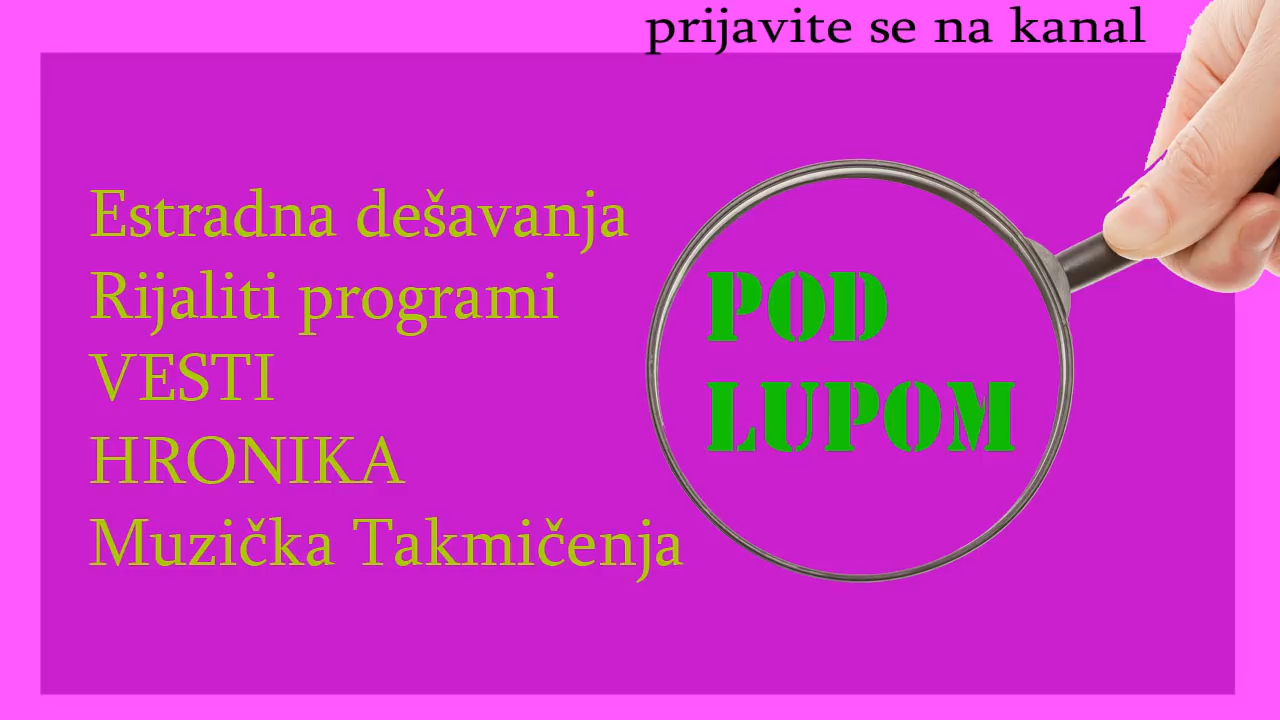 prijavite se na kanal
Estradna dešavanja
Rijaliti programi
VESTI
HRONIKA
Muzička Takmičenja
POD
LUPOM